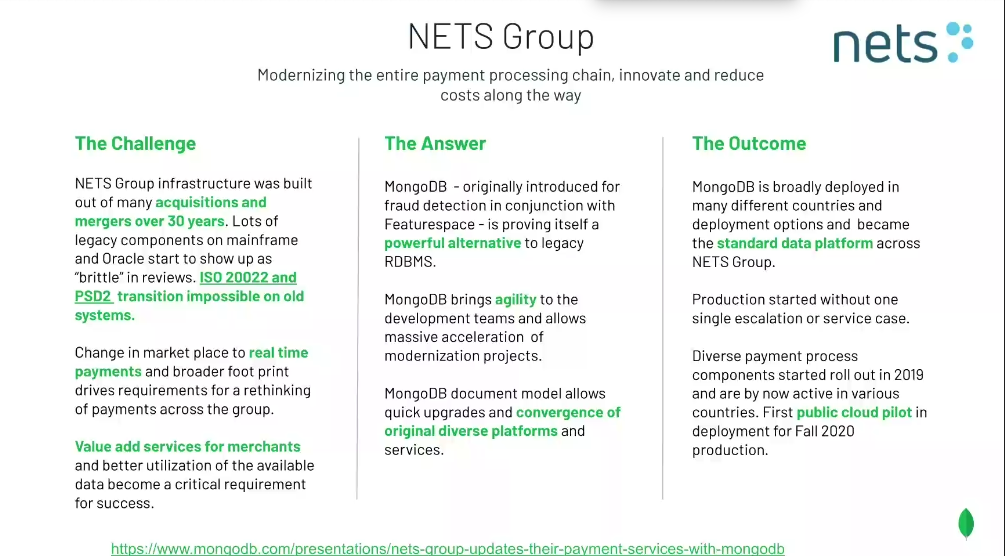 NETS Group
nets
Modernizing the entire payment processing chain, innovate and reduce
costs along the way
The Challenge
NETS Group infrastructure was built
out of many acquisitions and
mergers over 30 years. Lots of
legacy components on mainframe
and Oracle start to show up as
“brittle” in reviews. ISO 20022 and
PSD2 transition impossible on old
systems.
Change in market place to real time
payments and broader foot print
drives requirements for a rethinking
of payments across the group.
Value add services for merchants
and better utilization of the available
data become a critical requirement
for success.
The Answer
MongoDB - originally introduced for
fraud detection in conjunction with
Featurespace - is proving itself a
powerful alternative to legacy
RDBMS.
MongoDB brings agility to the
development teams and allows
massive acceleration of
modernization projects.
MongoDB document model allows
quick upgrades and convergence of
original diverse platforms and
services.
The Outcome
MongoDB is broadly deployed in
many different countries and
deployment options and became
the standard data platform across
NETS Group.
Production started without one
single escalation or service case.
Diverse payment process
components started roll out in 2019
and are by now active in various
countries. First public cloud pilot in
deployment for Fall 2020
production.
https://www.mongodb.com/presentations/nets-group-updates-their-payment-services-with-mongodb